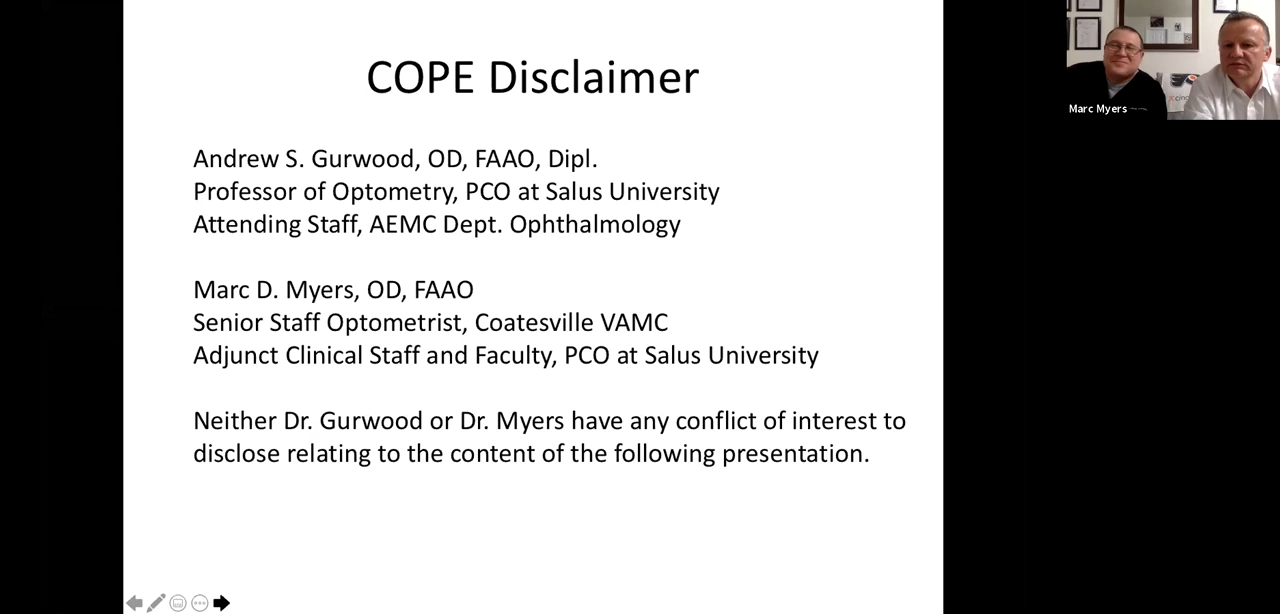 COPE Disclaimer
Andrew S. Gurwood, OD, FAAO, Dipl.
Professor of Optometry, PCO at Salus University
Attending Staff, AEMC Dept. Ophthalmology
Marc D. Myers, OD, FAAO
Senior Staff Optometrist, Coatesville VAMC
Adjunct Clinical Staff and Faculty, PCO at Salus University
Neither Dr. Gurwood or Dr. Myers have any conflict of interest to
disclose relating to the content of the following presentation.
Marc Myers